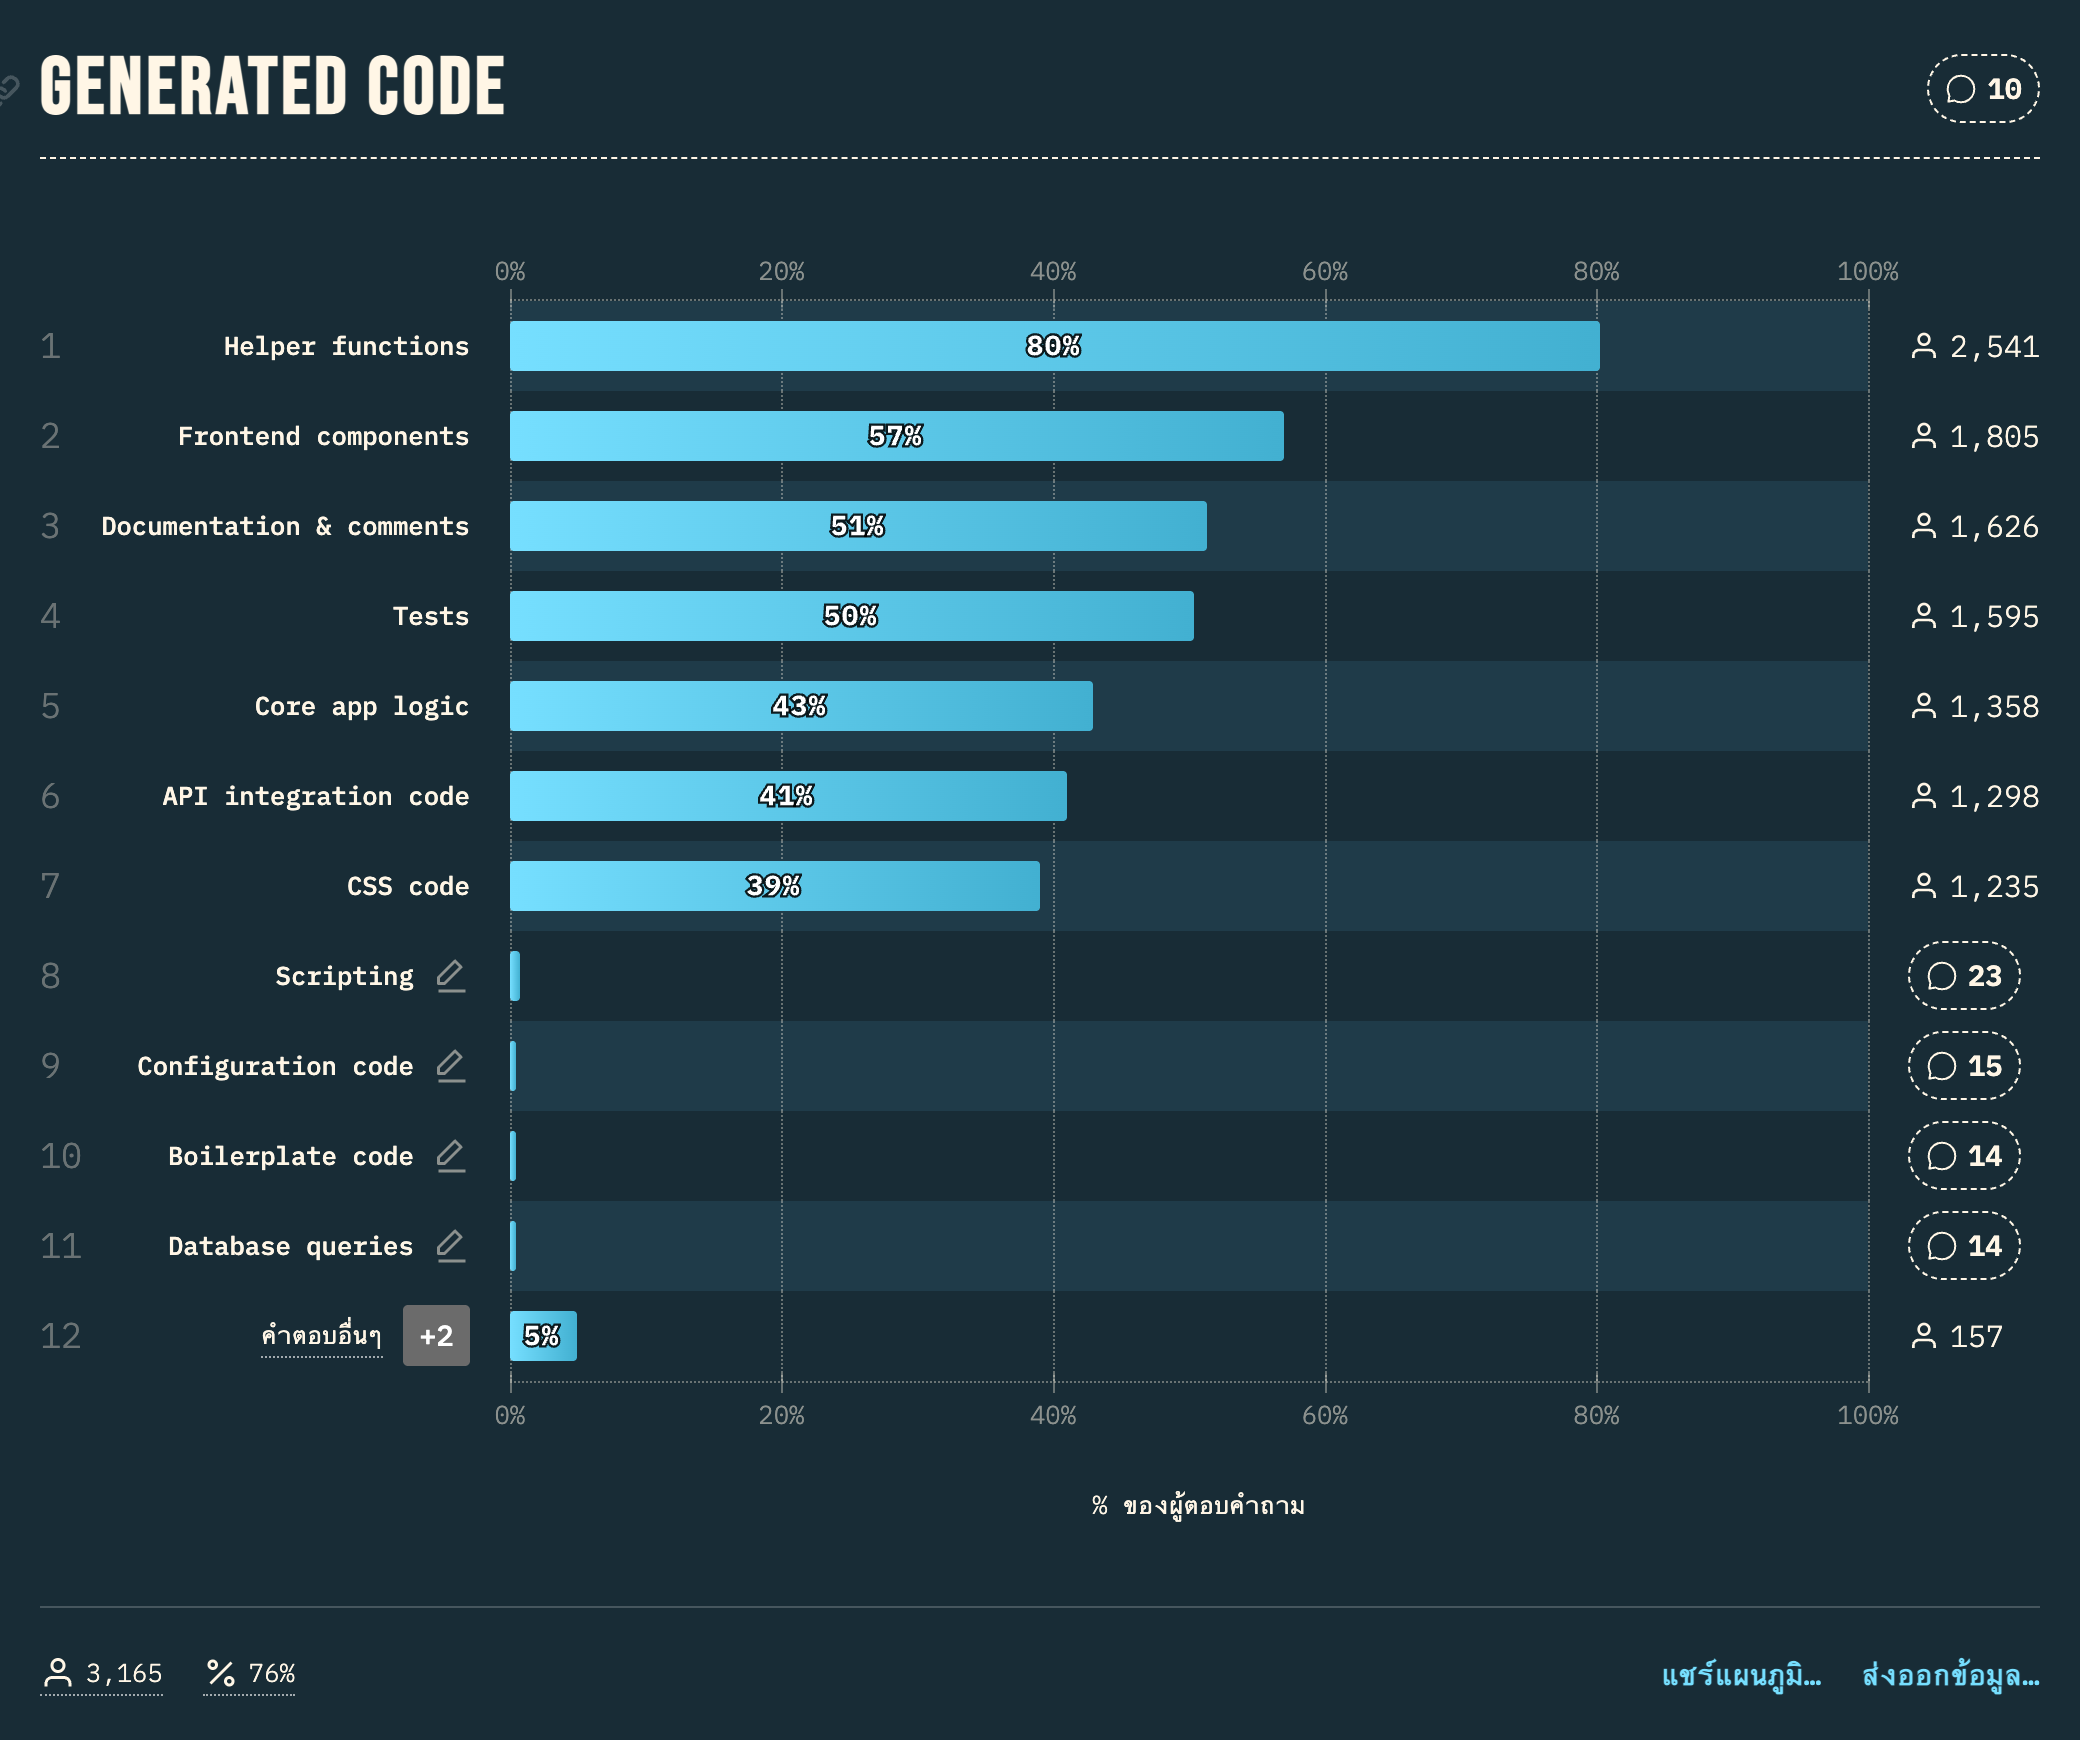 GENERATED CODE
10
0% 20% 40% 60% 80% 100%
1 Helper functions 80% 2,541
2 Frontend components 57% 1,805
3 Documentation & comments 51% 1,626
4 Tests 50% 1,595
5 Core app logic 43% 1,358
6 API integration code 41% 1,298
7 CSS code 39% 1,235
8 Scripting 23
9 Configuration code 15
10 Boilerplate code 14
11 Database queries 14
12 คำตอบอื่นๆ +2 5% 157
0% 20% 40% 60% 80% 100%
% ของผู้ตอบคำถาม
3,165 76% แชร์แผนภูมิ… ส่งออกข้อมูล…